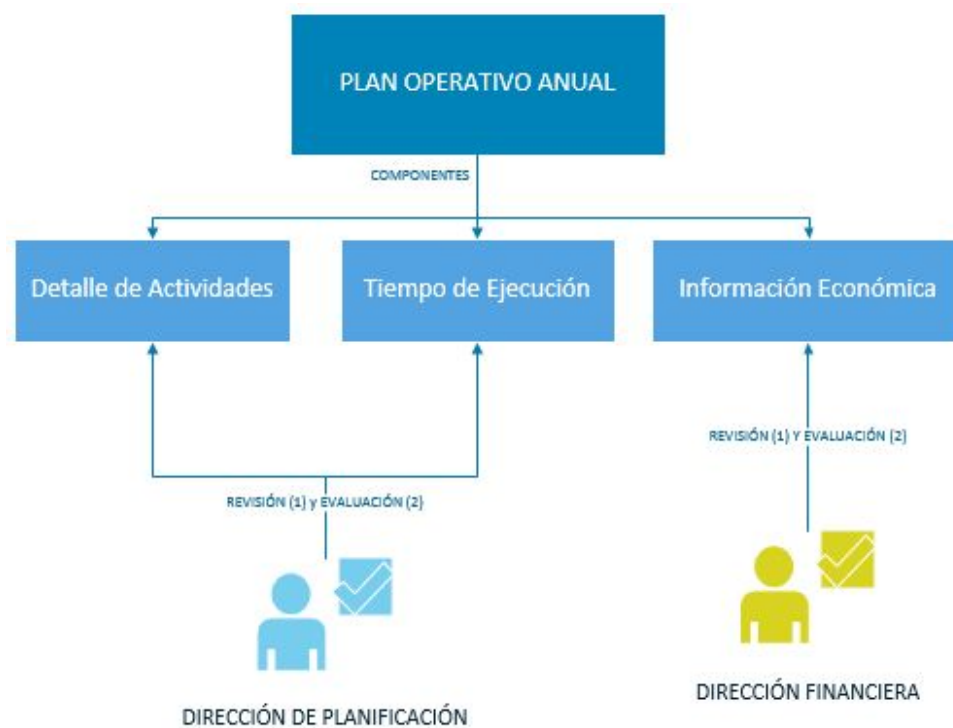 PLAN OPERATIVO ANUAL
COMPONENTES
Detalle de Actividades
Tiempo de Ejecución
Información Económica
REVISIÓN (1) Y EVALUACIÓN (2)
REVISIÓN (1) y EVALUACIÓN (2)
DIRECCIÓN FINANCIERA
DIRECCIÓN DE PLANIFICACIÓN